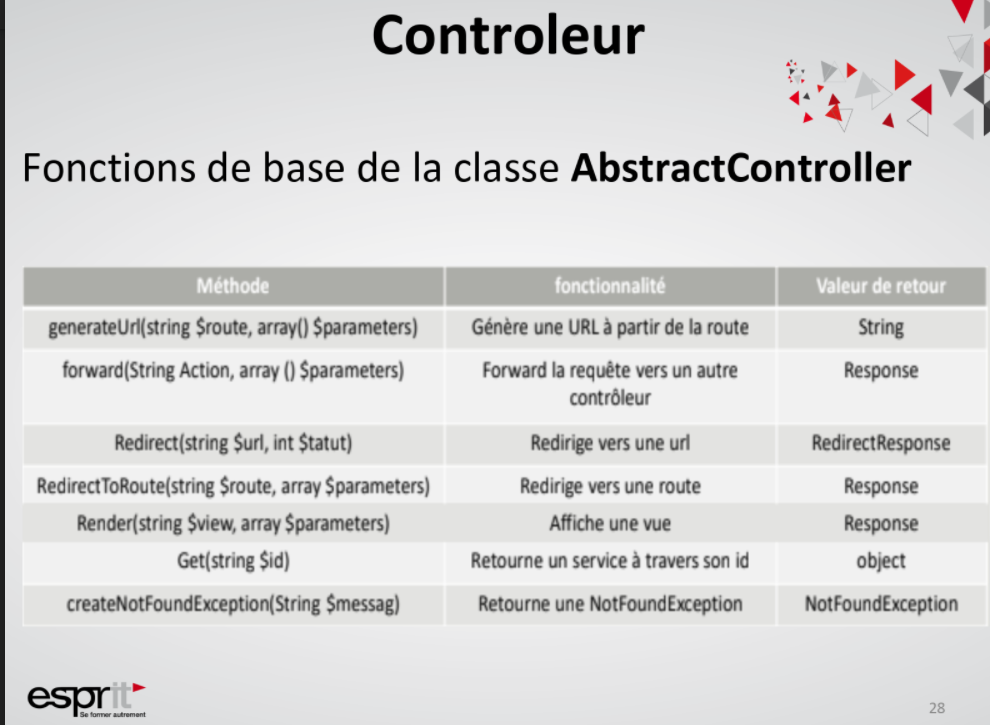 Controleur
Fonctions de base de la classe AbstractController
Méthode fonctionnalité Valeur de retour
generateUrl(string $route, array() $parameters) Génère une URL à partir de la route String
forward(String Action, array () $parameters) Forward la requête vers un autre Response
contrôleur
Redirect(string $url, int $tatut) Redirige vers une url RedirectResponse
RedirectToRoute(string $route, array $parameters) Redirige vers une route Response
Render(string $view, array $parameters) Affiche une vue Response
Get(string $id) Retourne un service à travers son id object
createNotFoundException(String $messag) Retourne une NotFoundException NotFoundException
esprit
Se former autrement
28